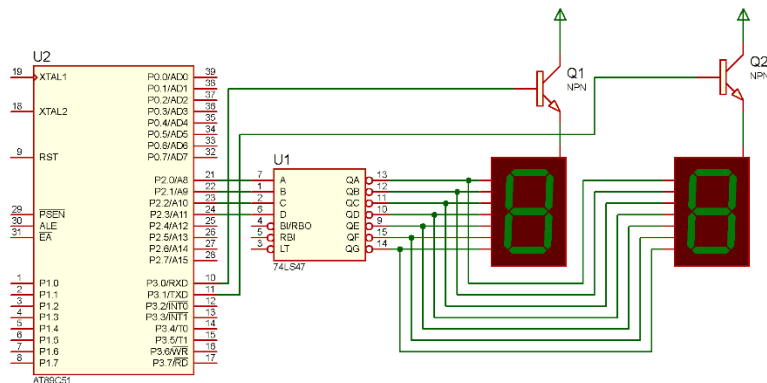 U2
19 XTAL1 P0.0/AD0 39
P0.1/AD1 38
P0.2/AD2 37
18 XTAL2 P0.3/AD3 36
P0.4/AD4 35
P0.5/AD5 34
P0.6/AD6 33
9 RST P0.7/AD7 32
P2.0/A8 21
P2.1/A9 22
P2.2/A10 23
29 PSEN P2.3/A11 24
30 ALE P2.4/A12 25
31 EA P2.5/A13 26
P2.6/A14 27
P2.7/A15 28
1 P1.0 P3.0/RXD 10
2 P1.1 P3.1/TXD 11
3 P1.2 P3.2/INT0 12
4 P1.3 P3.3/INT1 13
5 P1.4 P3.4/T0 14
6 P1.5 P3.5/T1 15
7 P1.6 P3.6/WR 16
8 P1.7 P3.7/RD 17
AT89C51
U1
7 A QA 13
1 B QB 12
2 C QC 11
6 D QD 10
4 BI/RBO QE 9
5 RBI QF 15
3 LT QG 14
74LS47
Q1
NPN
Q2
NPN